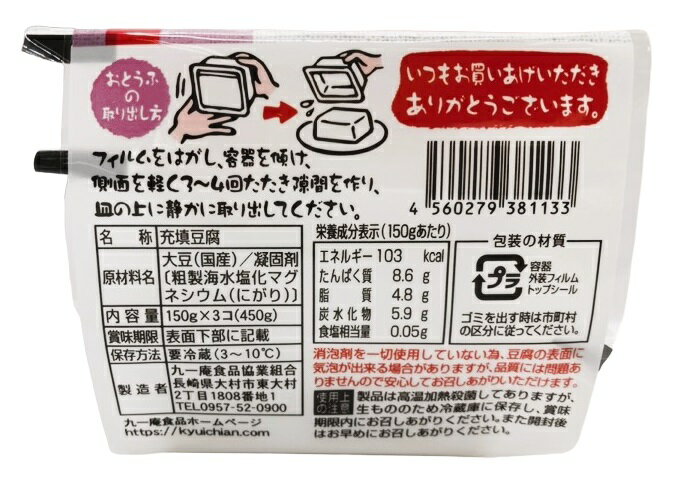 おとうふ
の
取り出し方
いつもお買いあげいただき
ありがとうございます。
フィルムをはがし、容器を傾け、
側面を軽く3〜4回たたき隙間を作り、
皿の上に静かに取り出してください。
4 560279 381133
名 称 充填豆腐
原材料名 大豆(国産)/凝固剤
〔粗製海水塩化マグ
ネシウム(にがり)〕
内容量 150g×3コ(450g)
賞味期限 表面下部に記載
保存方法 要冷蔵(3〜10℃)
製造者 九一庵食品協業組合
長崎県大村市東大村
2丁目1808番地1
TEL0957-52-0900
九一庵食品ホームページ
https://kyuichian.com/
栄養成分表示(150gあたり)
エネルギー 103 kcal
たんぱく質 8.6 g
脂質 4.8 g
炭水化物 5.9 g
食塩相当量 0.05g
包装の材質
プラ
容器
外装フィルム
トップシール
ゴミを出す時は市町村
の区分に従ってください。
消泡剤を一切使用していない為、豆腐の表面に
気泡が出来る場合がありますが、品質には問題あ
りませんので安心してお召しあがりいただけます。
使用上
の注意
製品は高温加熱殺菌してありますが、
生もののため冷蔵庫に保存し、賞味
期限内にお召しあがりください。また開封後
はお早めにお召しあがりください。